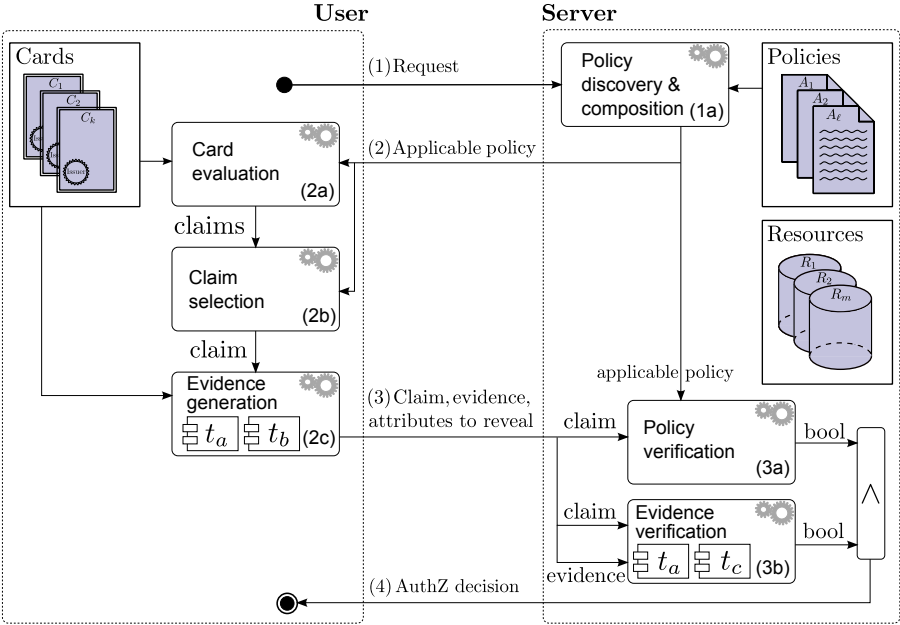 User
Server
Cards
C1
C2
Ck
Issuer
(1) Request
Policy
discovery &
composition (1a)
Policies
A1
A2
Aℓ
Card
evaluation
(2a)
(2) Applicable policy
claims
Claim
selection
(2b)
Resources
R1
R2
Rm
claim
applicable policy
Evidence
generation
ta
tb
(2c)
(3) Claim, evidence,
attributes to reveal
claim
Policy
verification
(3a)
bool
∧
claim
evidence
Evidence
verification
ta
tc
(3b)
bool
(4) AuthZ decision